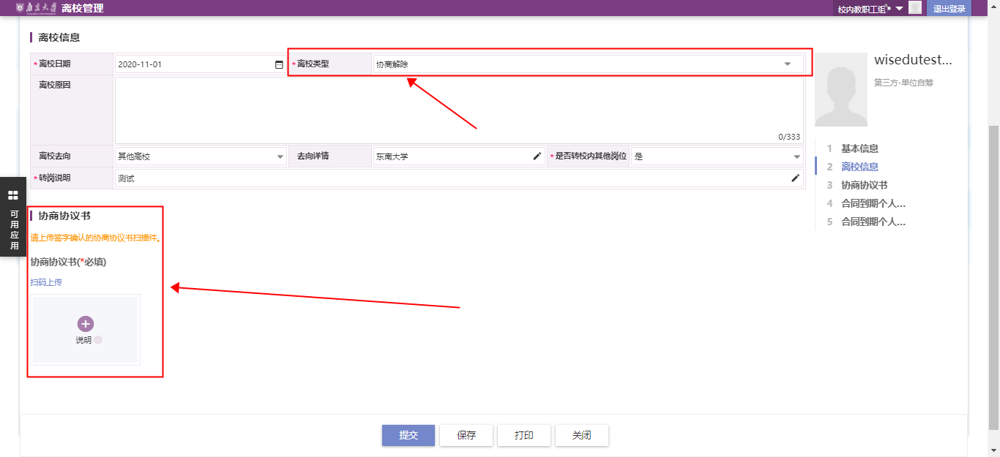 南京大学 离校管理
校内教职工组 退出登录
离校信息
*离校日期 2020-11-01 *离校类型 协商解除
离校原因
0/333
离校去向 其他高校 去向详情 东南大学 *是否转校内其他岗位 是
*转岗说明 测试
wisedutest...
第三方-单位自筹
1 基本信息
2 离校信息
3 协商协议书
4 合同到期个人...
5 合同到期个人...
可用应用
协商协议书
请上传签字确认的协商协议书扫描件。
协商协议书(*必填)
扫码上传
说明
提交 保存 打印 关闭